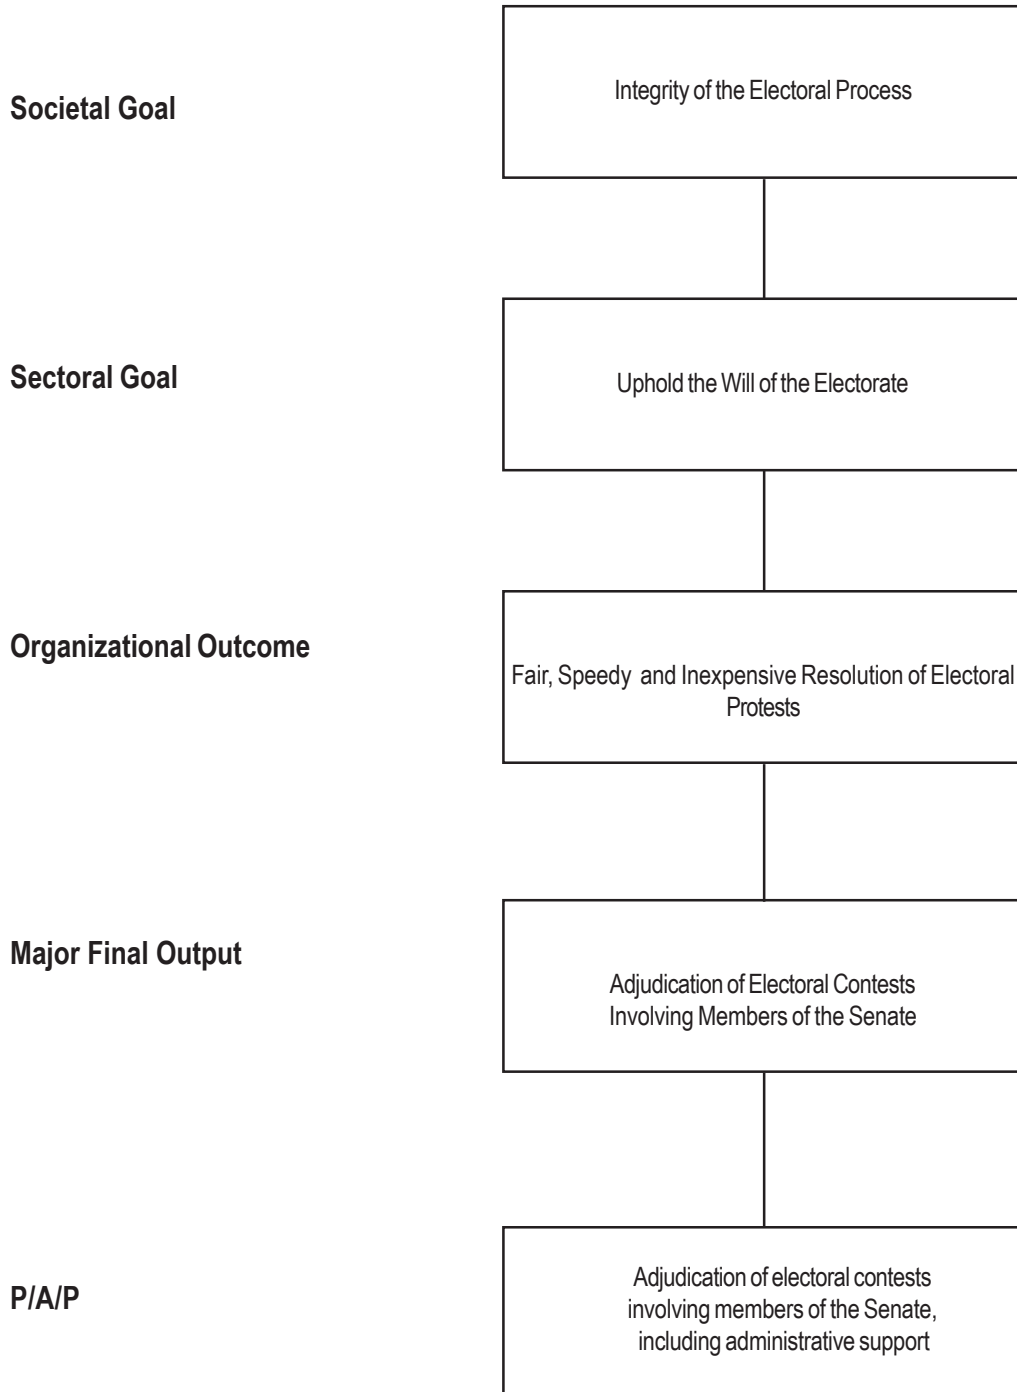 Societal Goal
Integrity of the Electoral Process
Sectoral Goal
Uphold the Will of the Electorate
Organizational Outcome
Fair, Speedy and Inexpensive Resolution of Electoral
Protests
Major Final Output
Adjudication of Electoral Contests
Involving Members of the Senate
P/A/P
Adjudication of electoral contests
involving members of the Senate,
including administrative support